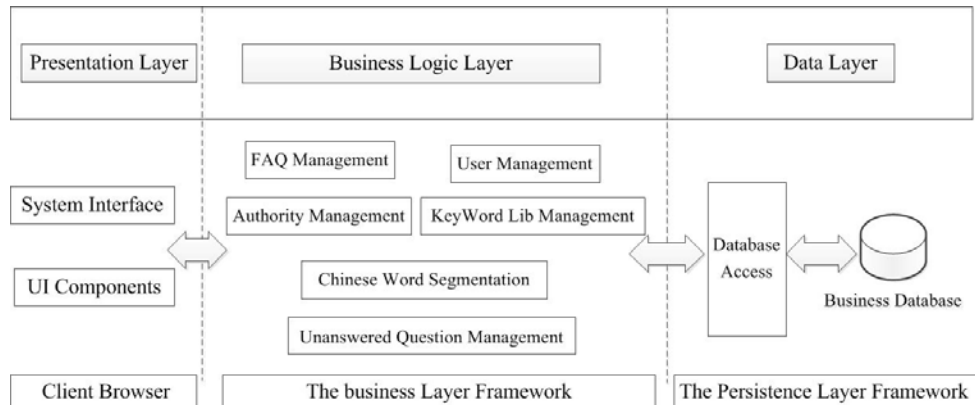 Presentation Layer
Business Logic Layer
Data Layer
FAQ Management
User Management
System Interface
Authority Management
KeyWord Lib Management
Database
Access
UI Components
Chinese Word Segmentation
Business Database
Unanswered Question Management
Client Browser
The business Layer Framework
The Persistence Layer Framework